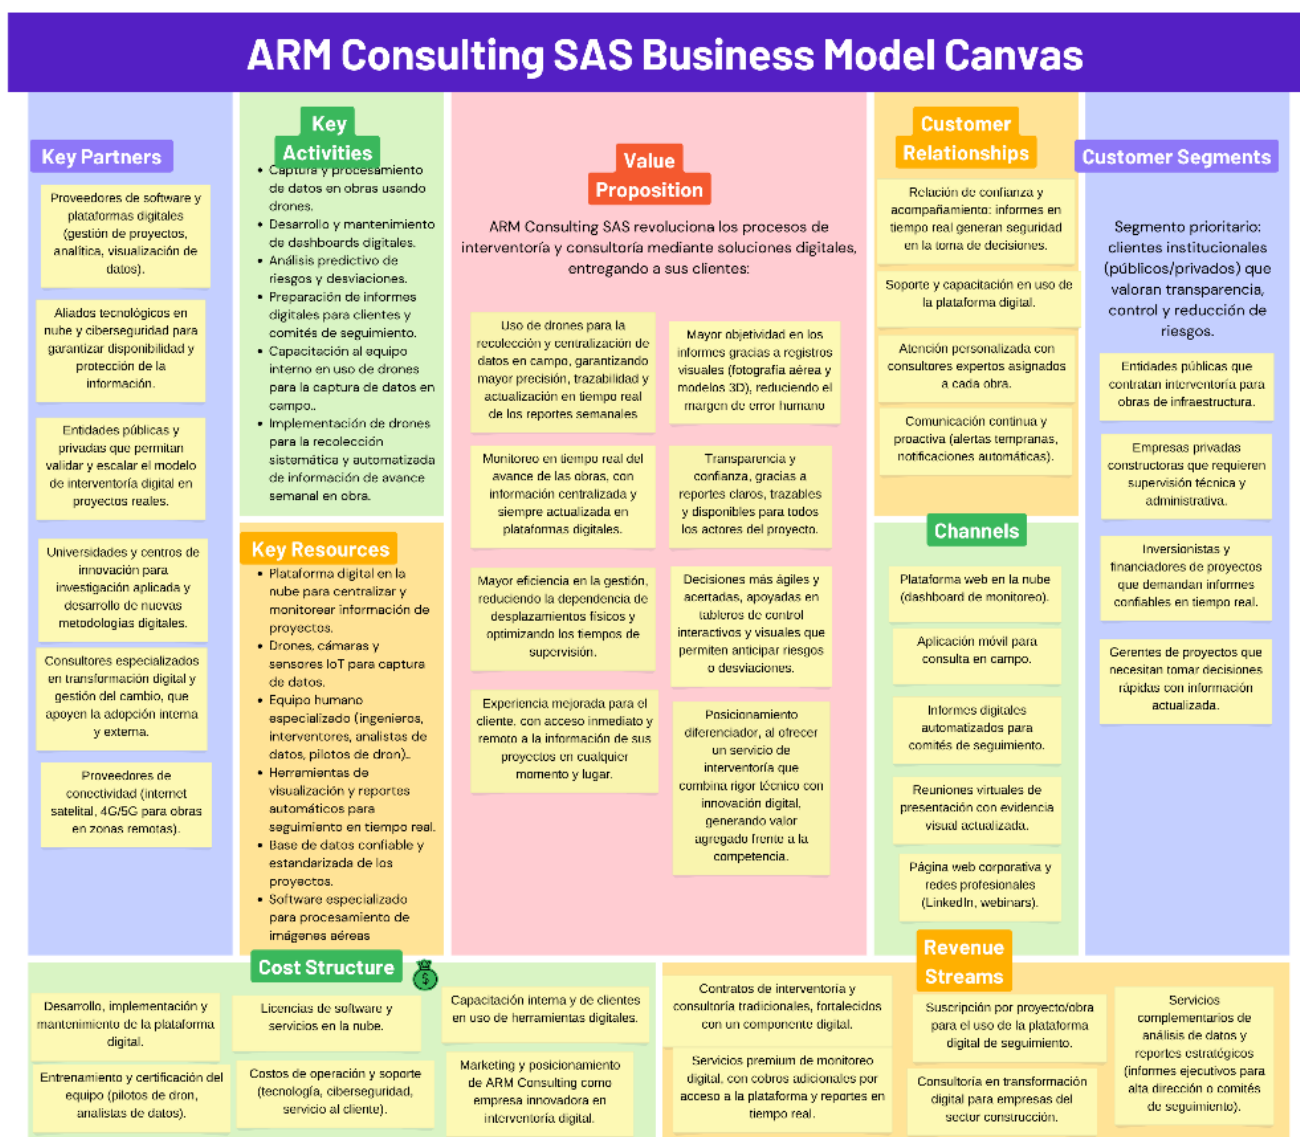 ARM Consulting SAS Business Model Canvas
Key Partners
Proveedores de software y
plataformas digitales
(gestión de proyectos,
analítica, visualización de
datos).
Aliados tecnológicos en
nube y ciberseguridad para
garantizar disponibilidad y
protección de la
información.
Entidades públicas y
privadas que permitan
validar y escalar el modelo
de interventoría digital en
proyectos reales.
Universidades y centros de
innovación para
investigación aplicada y
desarrollo de nuevas
metodologías digitales.
Consultores especializados
en transformación digital y
gestión del cambio, que
apoyen la adopción interna
y externa.
Proveedores de
conectividad (internet
satelital, 4G/5G para obras
en zonas remotas).
Key
Activities
• Captura y procesamiento
de datos en obras usando
drones.
• Desarrollo y mantenimiento
de dashboards digitales.
• Análisis predictivo de
riesgos y desviaciones.
• Preparación de informes
digitales para clientes y
comités de seguimiento.
• Capacitación al equipo
interno en uso de drones
para la captura de datos en
campo..
• Implementación de drones
para la recolección
sistemática y automatizada
de información de avance
semanal en obra.
Key Resources
• Plataforma digital en la
nube para centralizar y
monitorear información de
proyectos.
• Drones, cámaras y
sensores IoT para captura
de datos.
• Equipo humano
especializado (ingenieros,
interventores, analistas de
datos, pilotos de dron)..
• Herramientas de
visualización y reportes
automáticos para
seguimiento en tiempo real.
• Base de datos confiable y
estandarizada de los
proyectos.
• Software especializado
para procesamiento de
imágenes aéreas
Value
Proposition
ARM Consulting SAS revoluciona los procesos de
interventoría y consultoría mediante soluciones digitales,
entregando a sus clientes:
Uso de drones para la
recolección y centralización de
datos en campo, garantizando
mayor precisión, trazabilidad y
actualización en tiempo real
de los reportes semanales
Mayor objetividad en los
informes gracias a registros
visuales (fotografía aérea y
modelos 3D), reduciendo el
margen de error humano
Monitoreo en tiempo real del
avance de las obras, con
información centralizada y
siempre actualizada en
plataformas digitales.
Transparencia y
confianza, gracias a
reportes claros, trazables
y disponibles para todos
los actores del proyecto.
Mayor eficiencia en la gestión,
reduciendo la dependencia de
desplazamientos físicos y
optimizando los tiempos de
supervisión.
Decisiones más ágiles y
acertadas, apoyadas en
tableros de control
interactivos y visuales que
permiten anticipar riesgos
o desviaciones.
Experiencia mejorada para el
cliente, con acceso inmediato y
remoto a la información de sus
proyectos en cualquier
momento y lugar.
Posicionamiento
diferenciador, al ofrecer
un servicio de
interventoría que
combina rigor técnico con
innovación digital,
generando valor
agregado frente a la
competencia.
Customer
Relationships
Relación de confianza y
acompañamiento: informes en
tiempo real generan seguridad
en la toma de decisiones.
Soporte y capacitación en uso de
la plataforma digital.
Atención personalizada con
consultores expertos asignados
a cada obra.
Comunicación continua y
proactiva (alertas tempranas,
notificaciones automáticas).
Channels
Plataforma web en la nube
(dashboard de monitoreo).
Aplicación móvil para
consulta en campo.
Informes digitales
automatizados para
comités de seguimiento.
Reuniones virtuales de
presentación con evidencia
visual actualizada.
Página web corporativa y
redes profesionales
(LinkedIn, webinars).
Customer Segments
Segmento prioritario:
clientes institucionales
(públicos/privados) que
valoran transparencia,
control y reducción de
riesgos.
Entidades públicas que
contratan interventoría para
obras de infraestructura.
Empresas privadas
constructoras que requieren
supervisión técnica y
administrativa.
Inversionistas y
financiadores de proyectos
que demandan informes
confiables en tiempo real.
Gerentes de proyectos que
necesitan tomar decisiones
rápidas con información
actualizada.
Cost Structure
$
Desarrollo, implementación y
mantenimiento de la plataforma
digital.
Licencias de software y
servicios en la nube.
Capacitación interna y de clientes
en uso de herramientas digitales.
Entrenamiento y certificación del
equipo (pilotos de dron,
analistas de datos).
Costos de operación y soporte
(tecnología, ciberseguridad,
servicio al cliente).
Marketing y posicionamiento
de ARM Consulting como
empresa innovadora en
interventoría digital.
Revenue
Streams
Contratos de interventoría y
consultoría tradicionales, fortalecidos
con un componente digital.
Suscripción por proyecto/obra
para el uso de la plataforma
digital de seguimiento.
Servicios
complementarios de
análisis de datos y
reportes estratégicos
(informes ejecutivos para
alta dirección o comités
de seguimiento).
Servicios premium de monitoreo
digital, con cobros adicionales por
acceso a la plataforma y reportes en
tiempo real.
Consultoría en transformación
digital para empresas del
sector construcción.